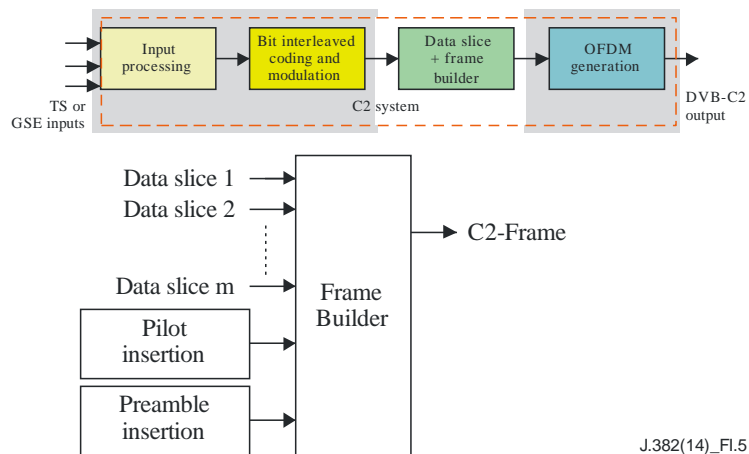 Input
processing
Bit interleaved
coding and
modulation
Data slice
+ frame
builder
OFDM
generation
TS or
GSE inputs
C2 system
DVB-C2
output
Data slice 1
Data slice 2
Data slice m
Pilot
insertion
Preamble
insertion
Frame
Builder
C2-Frame
J.382(14)_FI.5